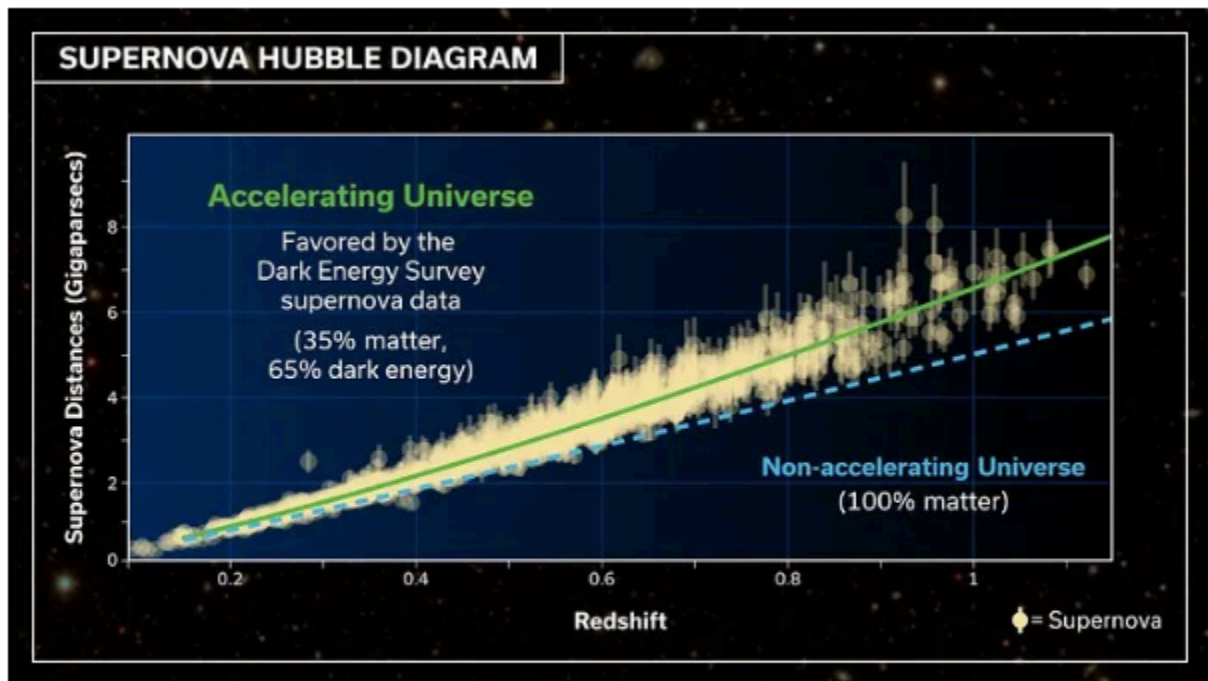 SUPERNOVA HUBBLE DIAGRAM
Supernova Distances (Gigaparsecs)
8
6
4
2
0
Accelerating Universe
Favored by the
Dark Energy Survey
supernova data
(35% matter,
65% dark energy)
Non-accelerating Universe
(100% matter)
0.2
0.4
0.6
0.8
1
Redshift
= Supernova